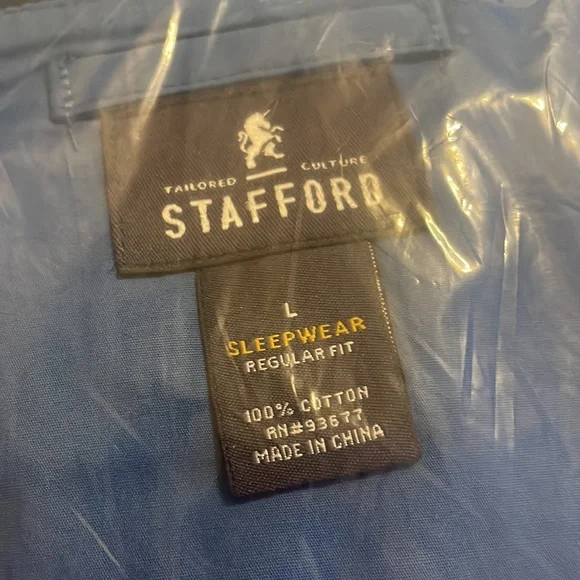 TAILORED CULTURE
STAFFORD
L
SLEEPWEAR
REGULAR FIT
100% COTTON
RN#93677
MADE IN CHINA